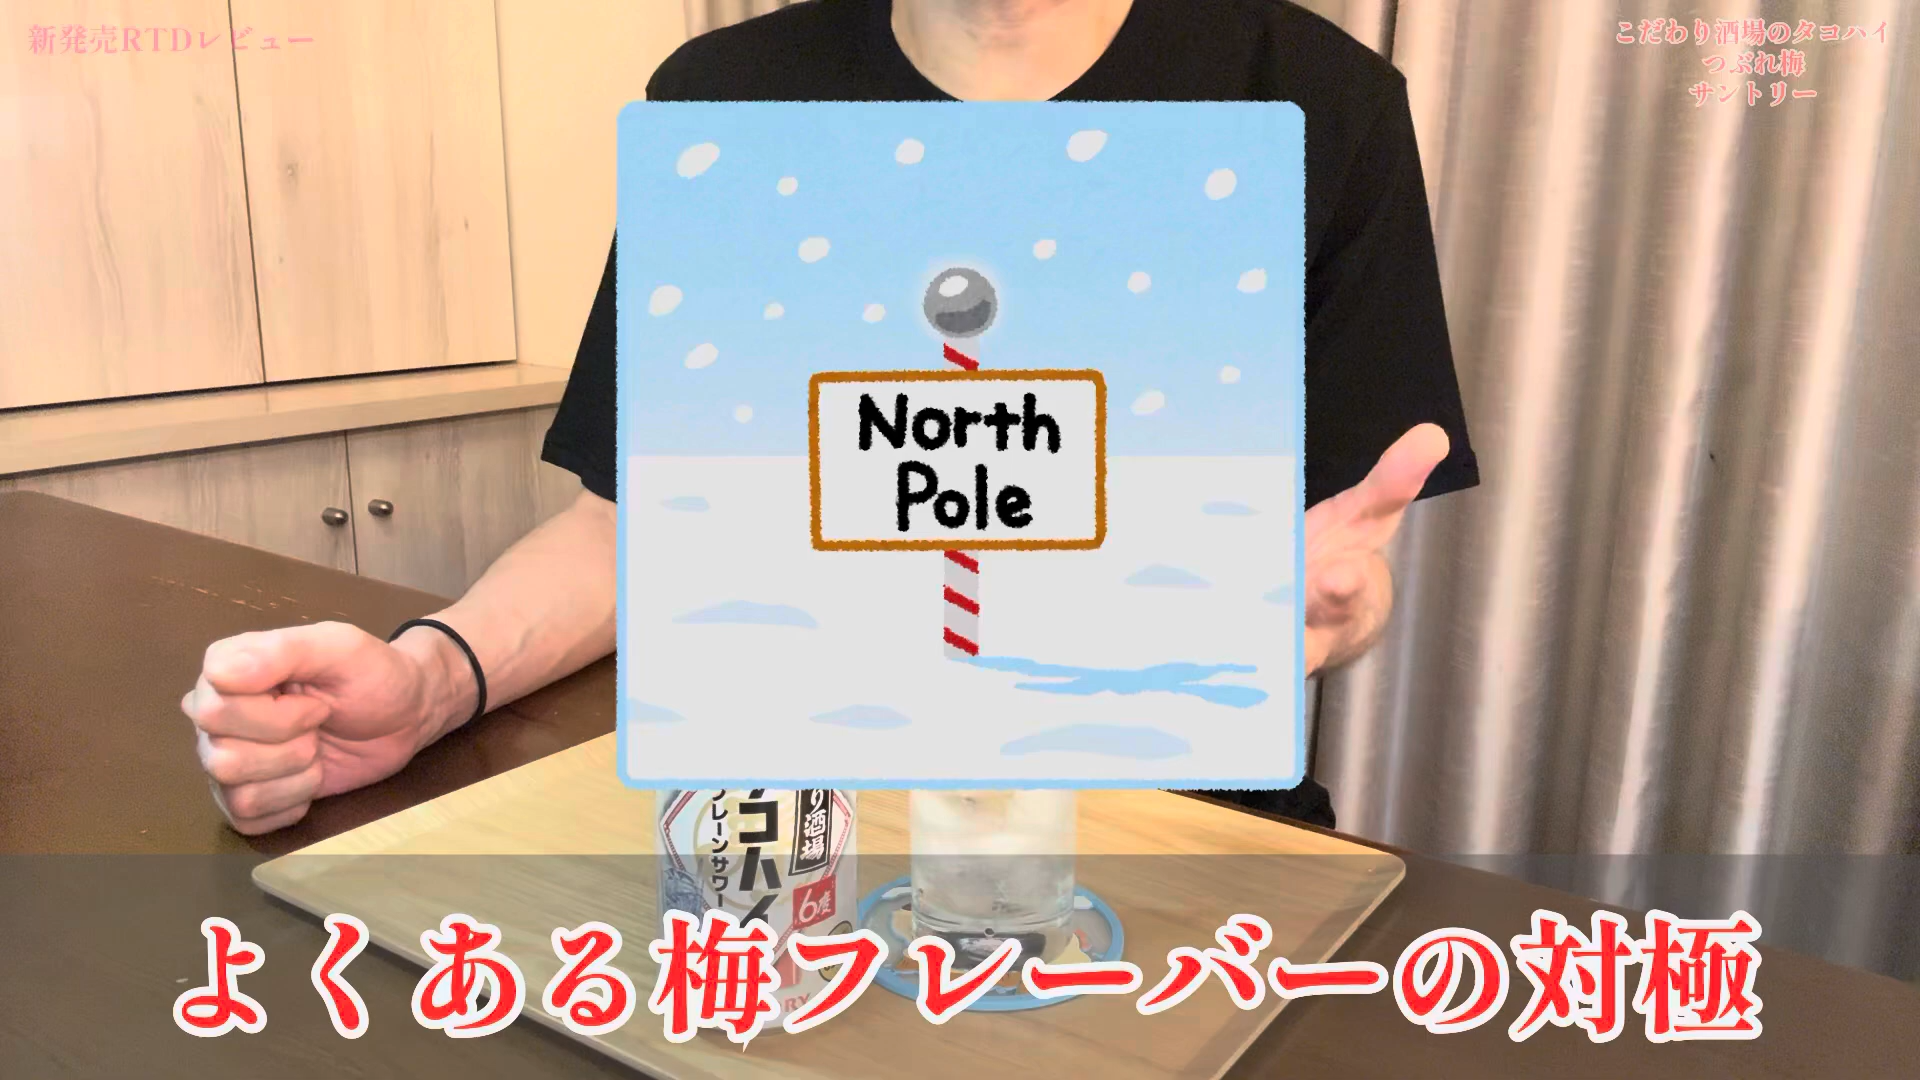 新発売RTDレビュー
こだわり酒場のタコハイ
つぶれ梅
サントリー
North
Pole
り酒場
コハイ
プレーンサワー
6度
よくある梅フレーバーの対極